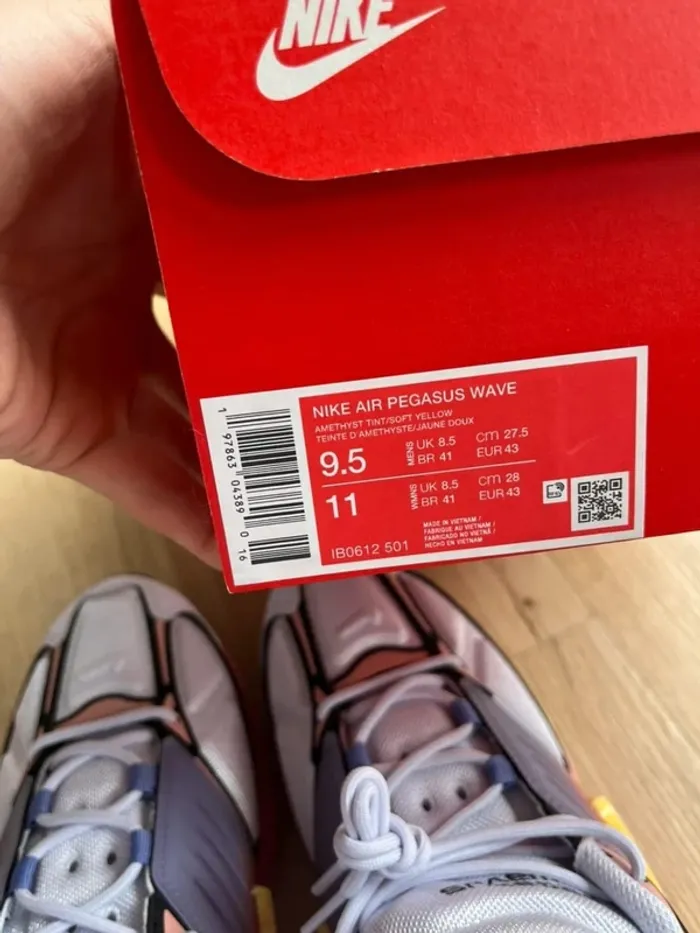 NIKE
NIKE AIR PEGASUS WAVE
AMETHYST TINT/SOFT YELLOW
TEINTE D'AMETHYSTE/JAUNE DOUX
9.5 MENS UK 8.5 CM 27.5
BR 41 EUR 43
11 WMNS UK 8.5 CM 28
BR 41 EUR 43
MADE IN VIETNAM /
FABRIQUE AU VIETNAM /
FABRICADO NO VIETNÃ /
HECHO EN VIETNAM
IB0612 501
1 97863 04389 0 16